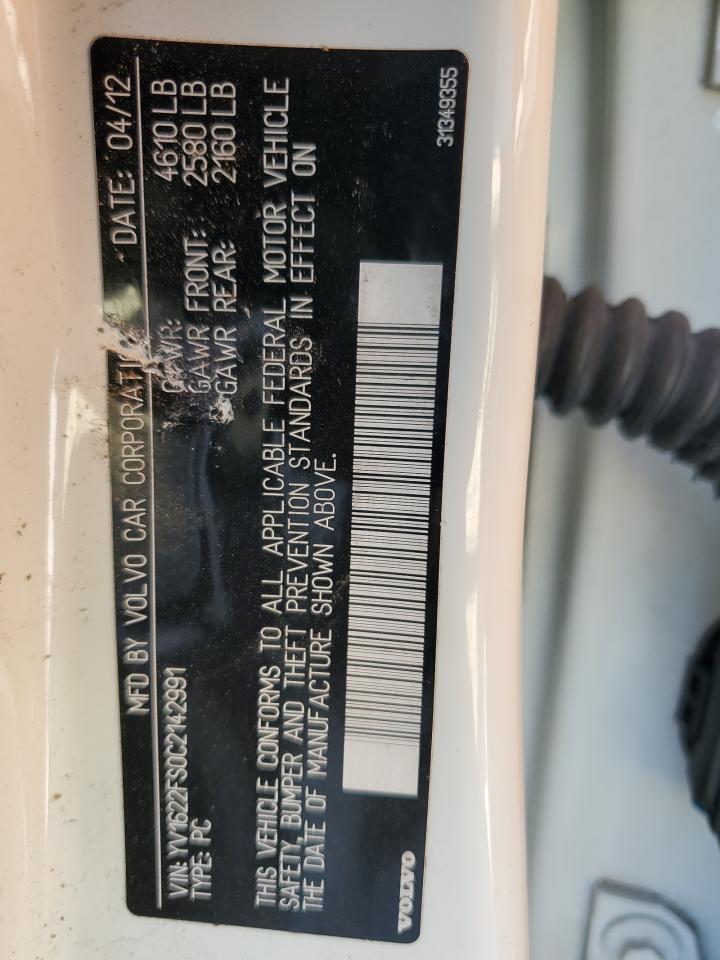 MFD BY VOLVO CAR CORPORATION DATE: 04/12
GVWR: 4610 LB
GAWR FRONT: 2580 LB
GAWR REAR: 2160 LB
VIN: YV1622FS0C2142991
TYPE: PC
THIS VEHICLE CONFORMS TO ALL APPLICABLE FEDERAL MOTOR VEHICLE
SAFETY, BUMPER AND THEFT PREVENTION STANDARDS IN EFFECT ON
THE DATE OF MANUFACTURE SHOWN ABOVE.
VOLVO
31349355